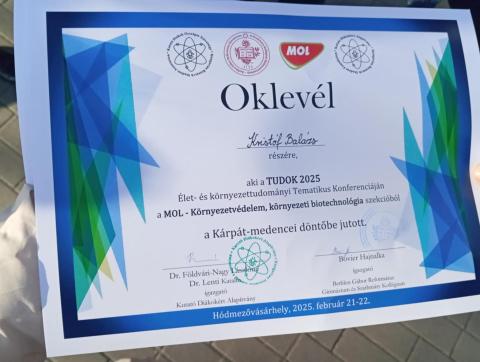 MOL
Oklevél
Kristóf Balázs
részére,
aki a TUDOK 2025
Élet- és környezettudományi Tematikus Konferenciáján
a MOL - Környezetvédelem, környezeti biotechnológia szekcióból
a Kárpát-medencei döntőbe jutott.
Dr. Földvári-Nagy
Dr. Lenti Katalin
igazgató
Kutató Diákokért Alapítvány
Bövier Hajnalka
igazgató
Bethlen Gábor Református
Gimnázium és Szathmáry Kollégium
Hódmezővásárhely, 2025. február 21-22.